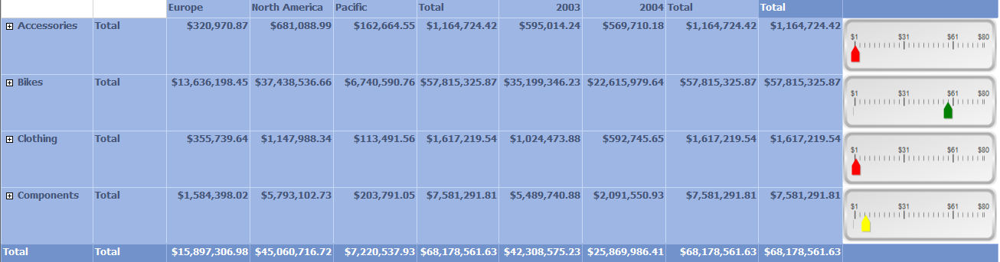 Europe North America Pacific Total 2003 2004 Total Total
Accessories Total $320,970.87 $681,088.99 $162,664.55 $1,164,724.42 $595,014.24 $569,710.18 $1,164,724.42 $1,164,724.42
$1 $31 $61 $80
Bikes Total $13,636,198.45 $37,438,536.66 $6,740,590.76 $57,815,325.87 $35,199,346.23 $22,615,979.64 $57,815,325.87 $57,815,325.87
$1 $31 $61 $80
Clothing Total $355,739.64 $1,147,988.34 $113,491.56 $1,617,219.54 $1,024,473.88 $592,745.65 $1,617,219.54 $1,617,219.54
$1 $31 $61 $80
Components Total $1,584,398.02 $5,793,102.73 $203,791.05 $7,581,291.81 $5,489,740.88 $2,091,550.93 $7,581,291.81 $7,581,291.81
$1 $31 $61 $80
Total Total $15,897,306.98 $45,060,716.72 $7,220,537.93 $68,178,561.63 $42,308,575.23 $25,869,986.41 $68,178,561.63 $68,178,561.63